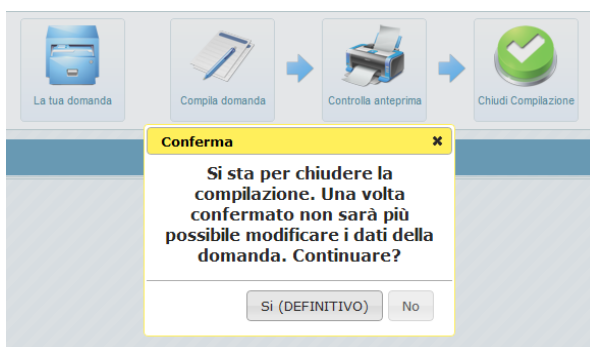 La tua domanda
Compila domanda
Controlla anteprima
Chiudi Compilazione
Conferma
Si sta per chiudere la
compilazione. Una volta
confermato non sarà più
possibile modificare i dati della
domanda. Continuare?
Si (DEFINITIVO)
No